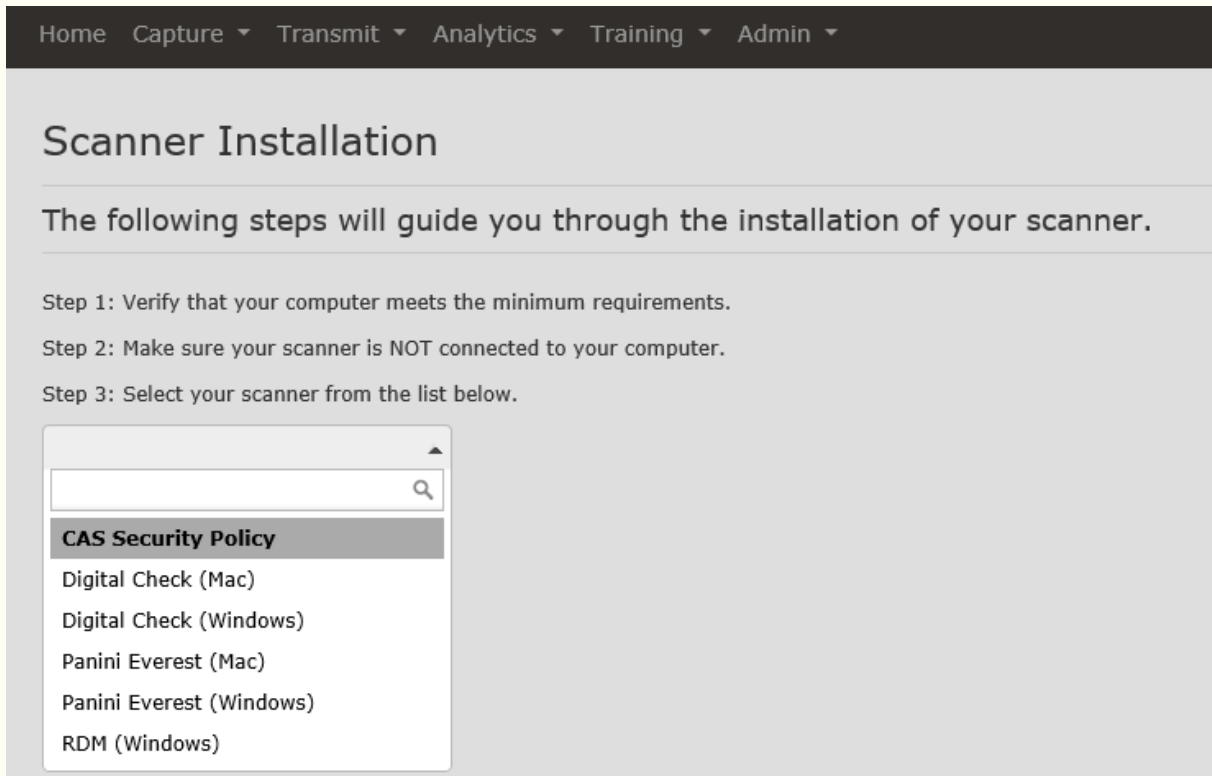 Home Capture Transmit Analytics Training Admin
Scanner Installation
The following steps will guide you through the installation of your scanner.
Step 1: Verify that your computer meets the minimum requirements.
Step 2: Make sure your scanner is NOT connected to your computer.
Step 3: Select your scanner from the list below.
CAS Security Policy
Digital Check (Mac)
Digital Check (Windows)
Panini Everest (Mac)
Panini Everest (Windows)
RDM (Windows)